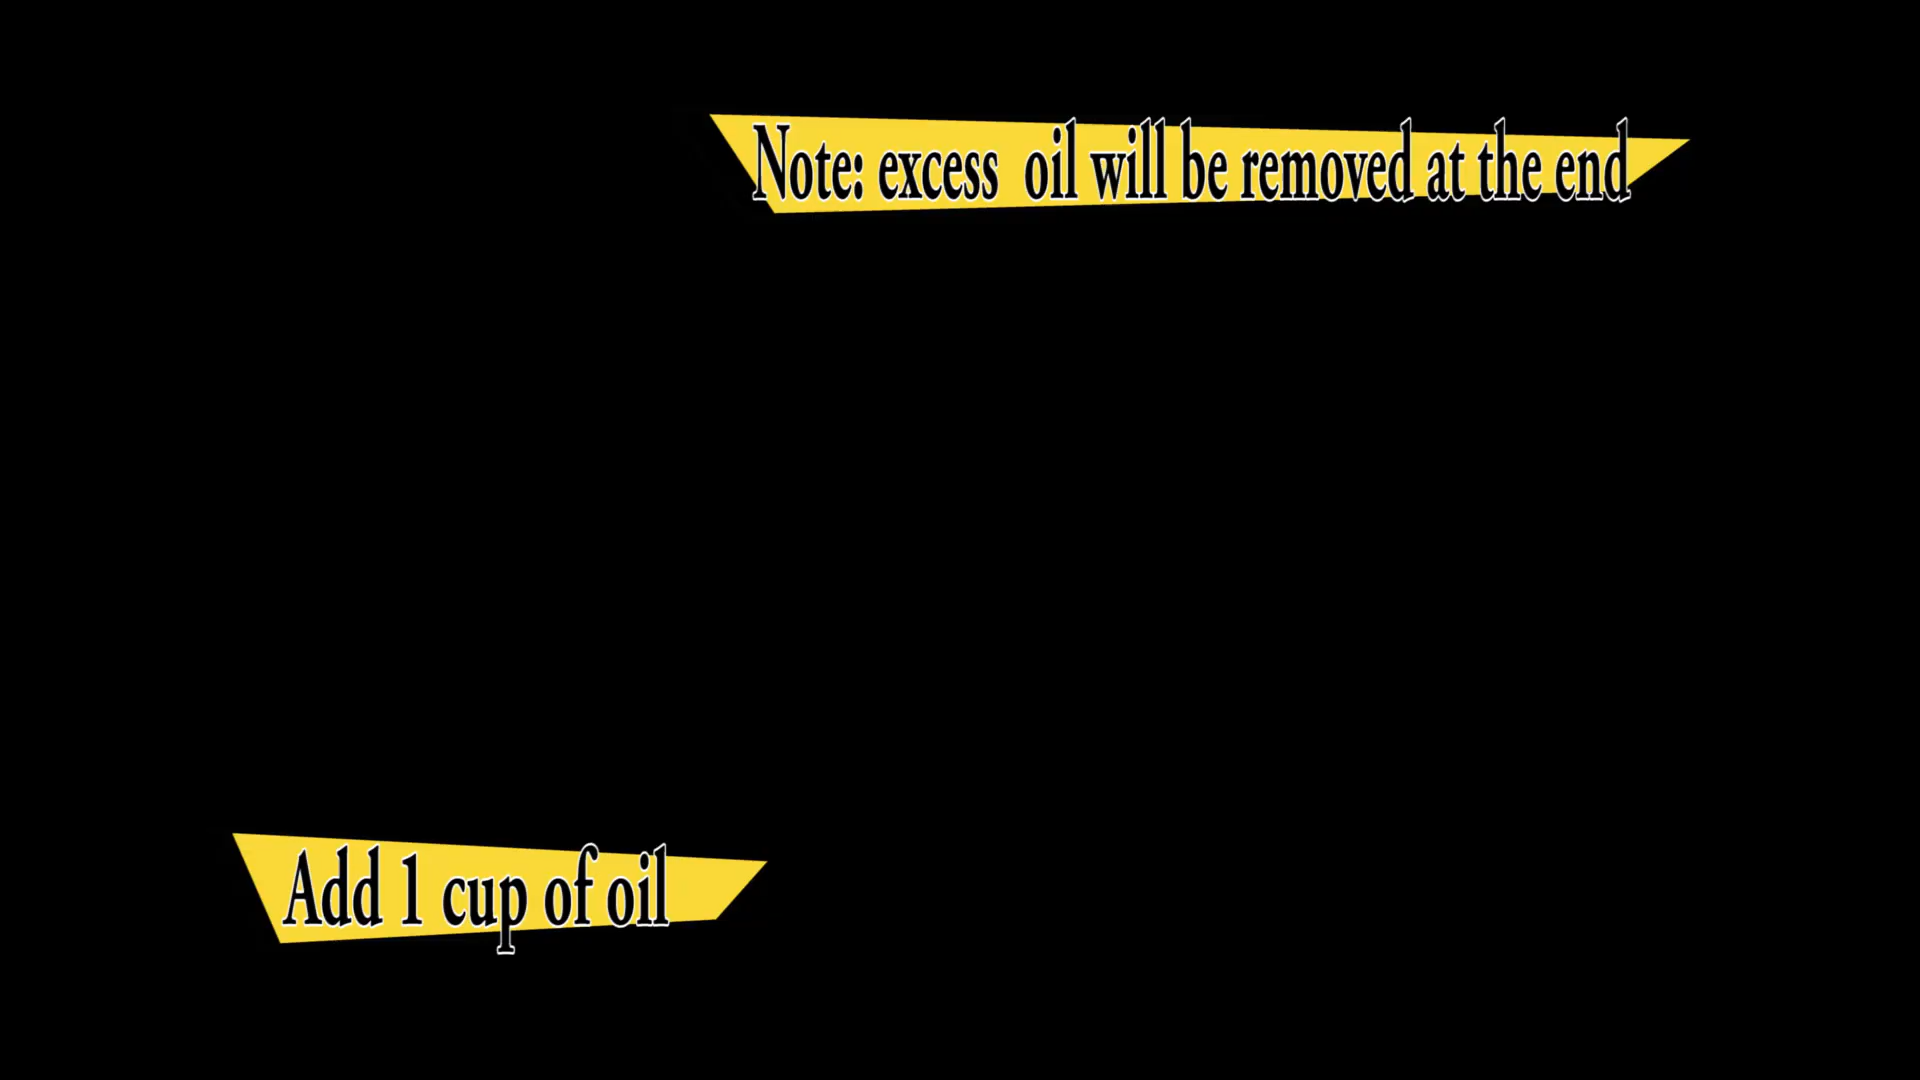 Note: excess  oil will be removed at the end
Add 1 cup of oil